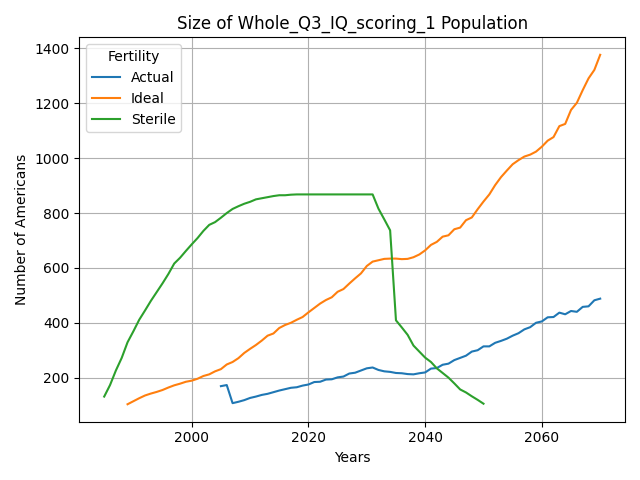 Size of Whole_Q3_IQ_scoring_1 Population
Fertility
Actual
Ideal
Sterile
Number of Americans
1400
1200
1000
800
600
400
200
2000
2020
2040
2060
Years